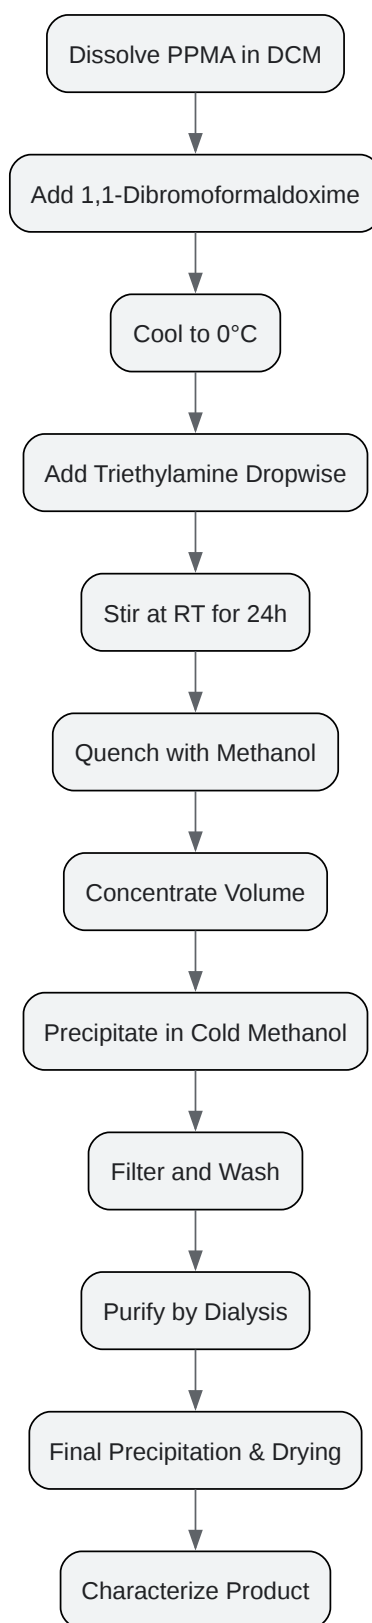 Dissolve PPMA in DCM
Add 1,1-Dibromoformaldoxime
Cool to 0°C
Add Triethylamine Dropwise
Stir at RT for 24h
Quench with Methanol
Concentrate Volume
Precipitate in Cold Methanol
Filter and Wash
Purify by Dialysis
Final Precipitation & Drying
Characterize Product